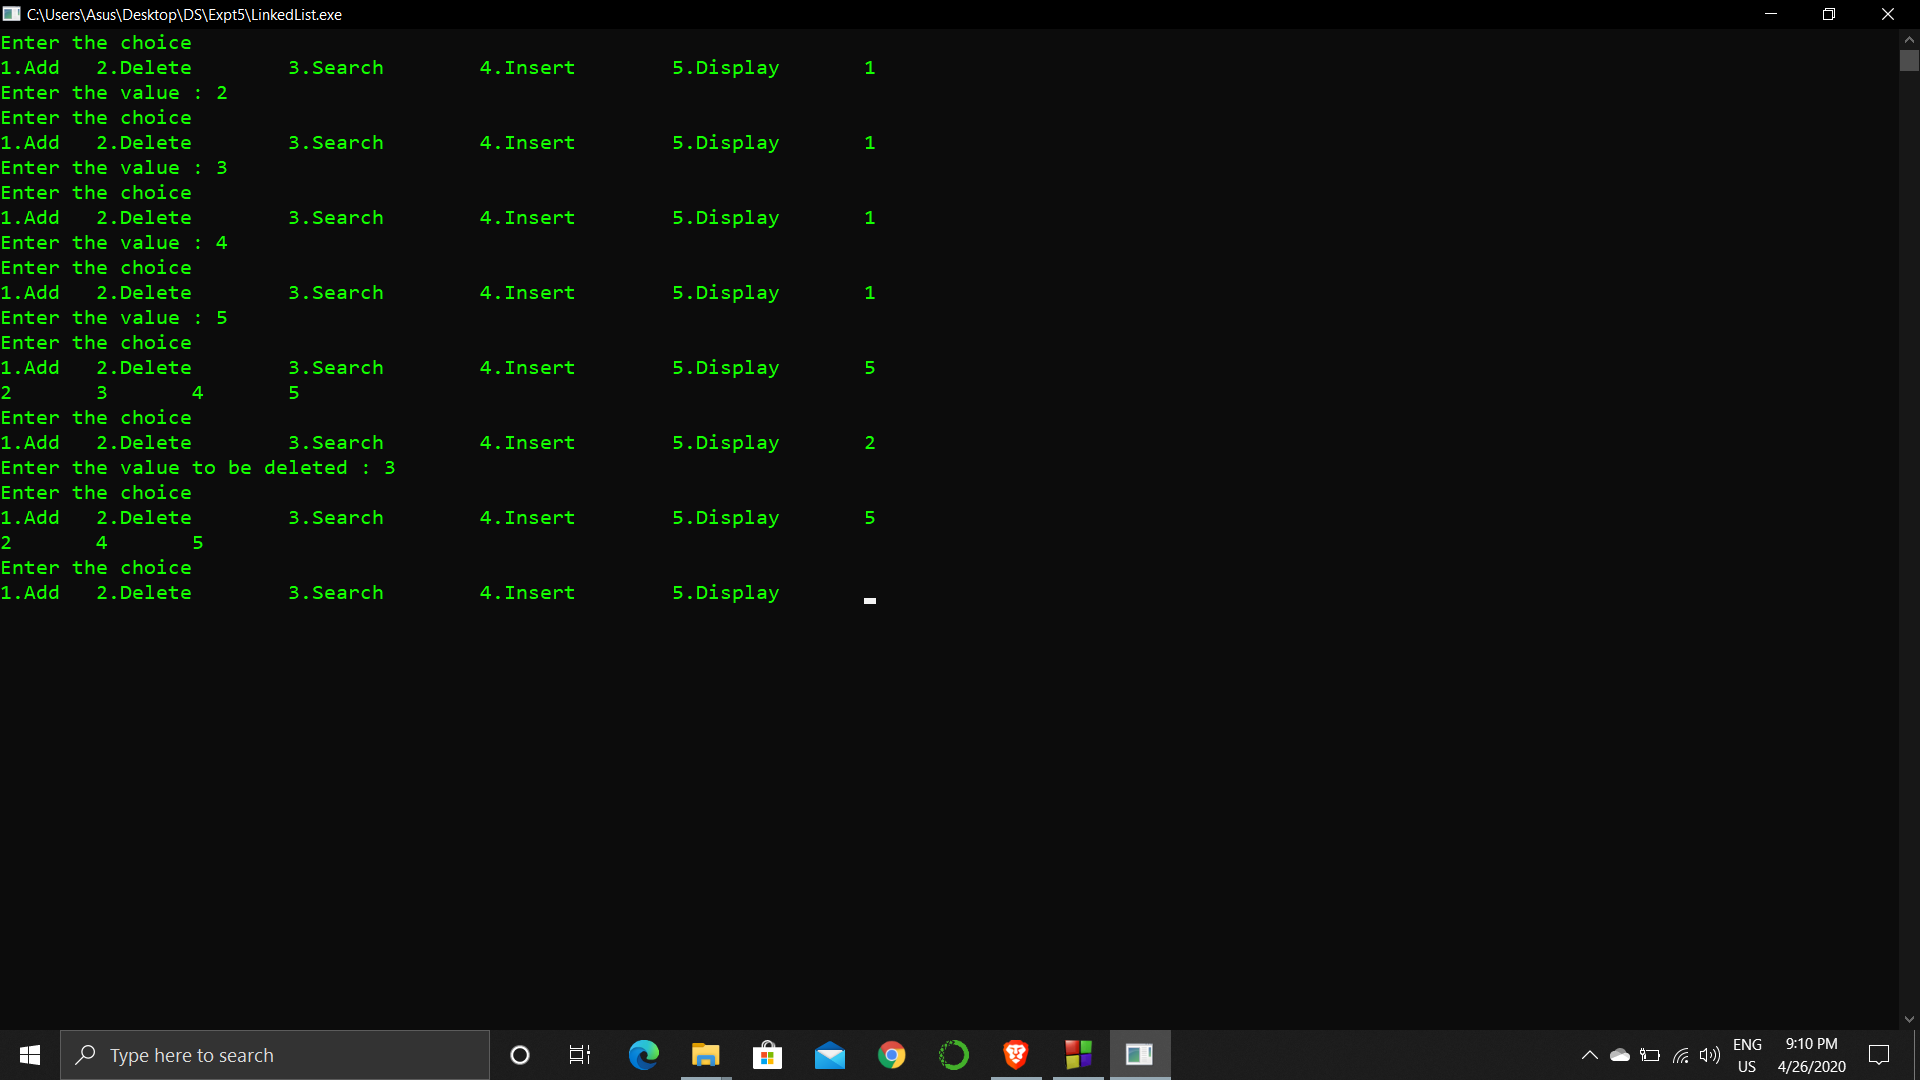 C:\Users\Asus\Desktop\DS\Expt5\LinkedList.exe
Enter the choice
1.Add 2.Delete 3.Search 4.Insert 5.Display 1
Enter the value : 2
Enter the choice
1.Add 2.Delete 3.Search 4.Insert 5.Display 1
Enter the value : 3
Enter the choice
1.Add 2.Delete 3.Search 4.Insert 5.Display 1
Enter the value : 4
Enter the choice
1.Add 2.Delete 3.Search 4.Insert 5.Display 1
Enter the value : 5
Enter the choice
1.Add 2.Delete 3.Search 4.Insert 5.Display 5
2 3 4 5
Enter the choice
1.Add 2.Delete 3.Search 4.Insert 5.Display 2
Enter the value to be deleted : 3
Enter the choice
1.Add 2.Delete 3.Search 4.Insert 5.Display 5
2 4 5
Enter the choice
1.Add 2.Delete 3.Search 4.Insert 5.Display
Type here to search
ENG
US
9:10 PM
4/26/2020